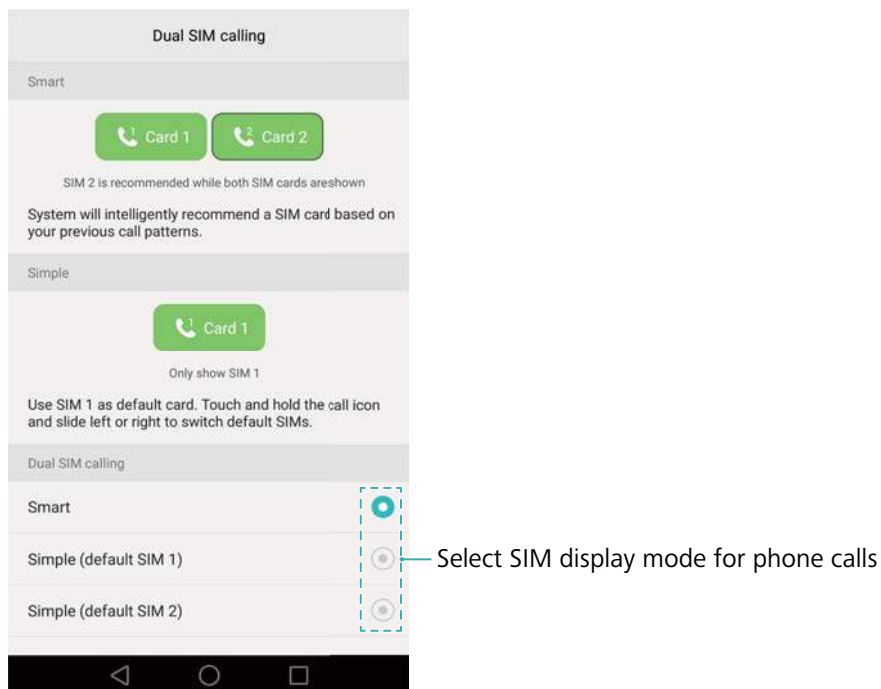 Dual SIM calling
Smart
1 Card 1
2 Card 2
SIM 2 is recommended while both SIM cards areshown
System will intelligently recommend a SIM card based on
your previous call patterns.
Simple
1 Card 1
Only show SIM 1
Use SIM 1 as default card. Touch and hold the call icon
and slide left or right to switch default SIMs.
Dual SIM calling
Smart
Simple (default SIM 1)
Select SIM display mode for phone calls
Simple (default SIM 2)